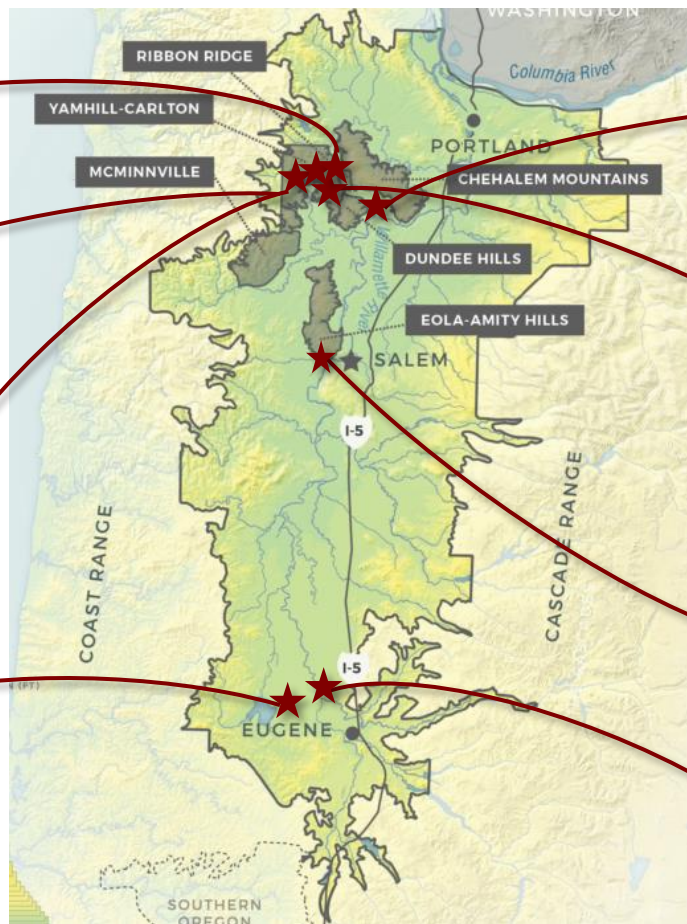 WASHINGTON
RIBBON RIDGE
Columbia River
YAMHILL-CARLTON
PORTLAND
MCMINNVILLE
CHEHALEM MOUNTAINS
Willamette River
DUNDEE HILLS
EOLA-AMITY HILLS
SALEM
I-5
COAST RANGE
CASCADE RANGE
I-5
(FT)
EUGENE
SOUTHERN
OREGON